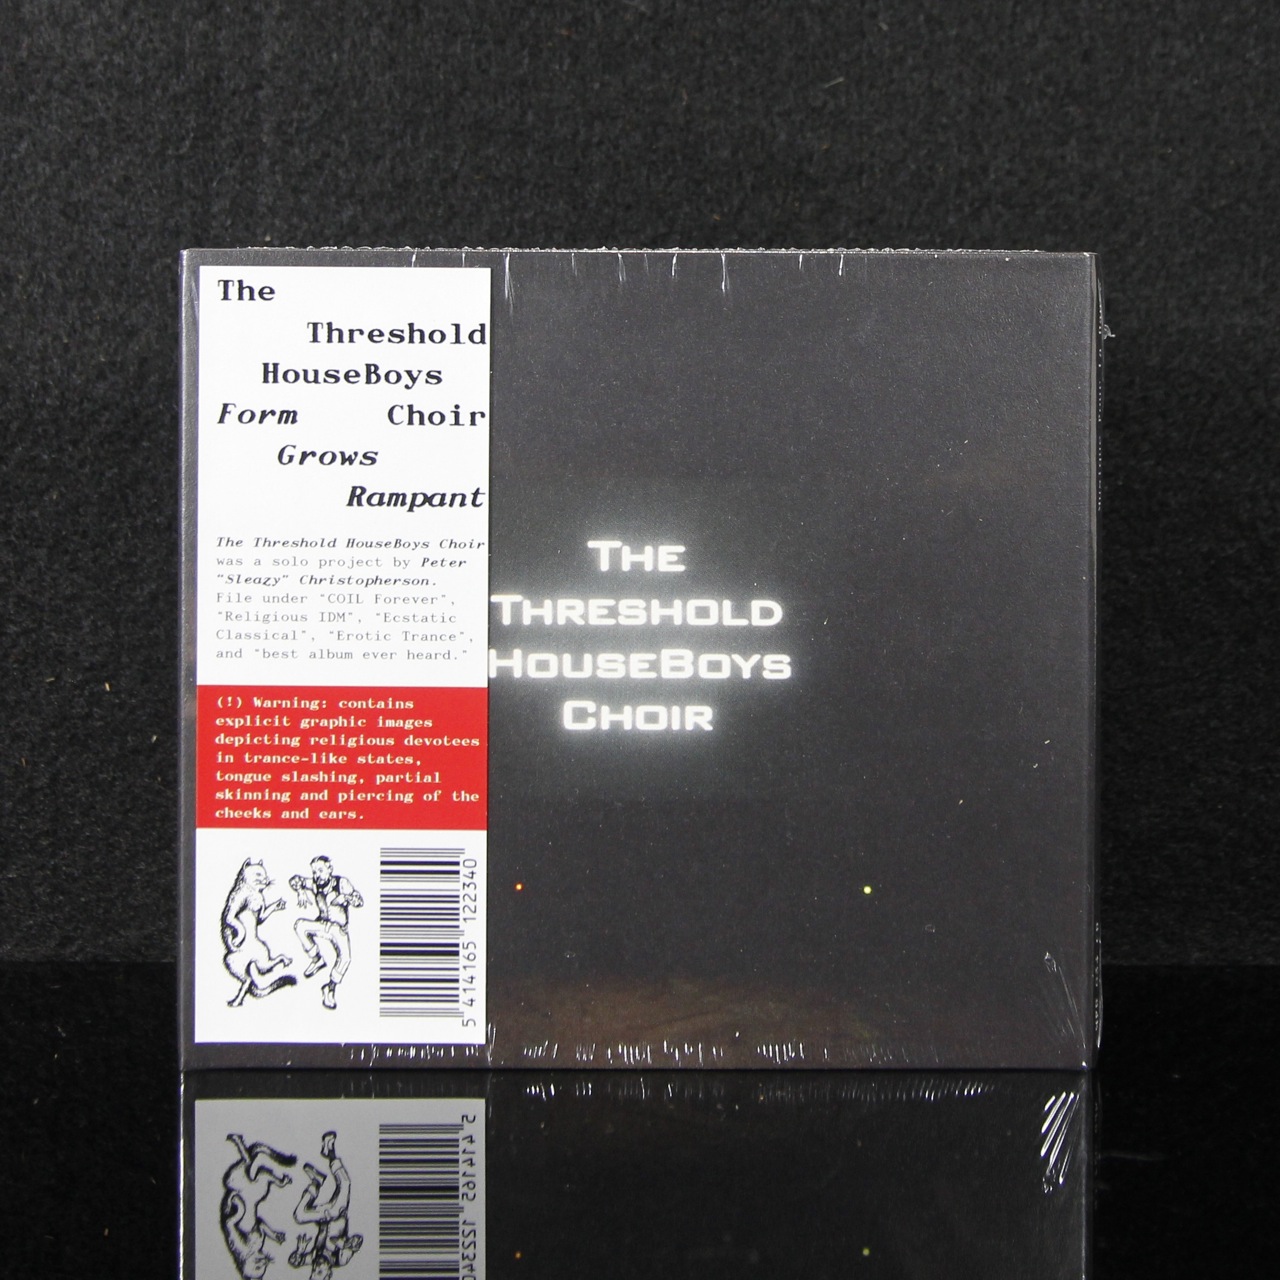 The
Threshold
HouseBoys
Form Choir
Grows
Rampant
The Threshold HouseBoys Choir
was a solo project by Peter
"Sleazy" Christopherson.
File under "COIL Forever",
"Religious IDM", "Ecstatic
Classical", "Erotic Trance",
and "best album ever heard."
(!) Warning: contains
explicit graphic images
depicting religious devotees
in trance-like states,
tongue slashing, partial
skinning and piercing of the
cheeks and ears.
5 414165 122340
THE
THRESHOLD
HOUSEBOYS
CHOIR